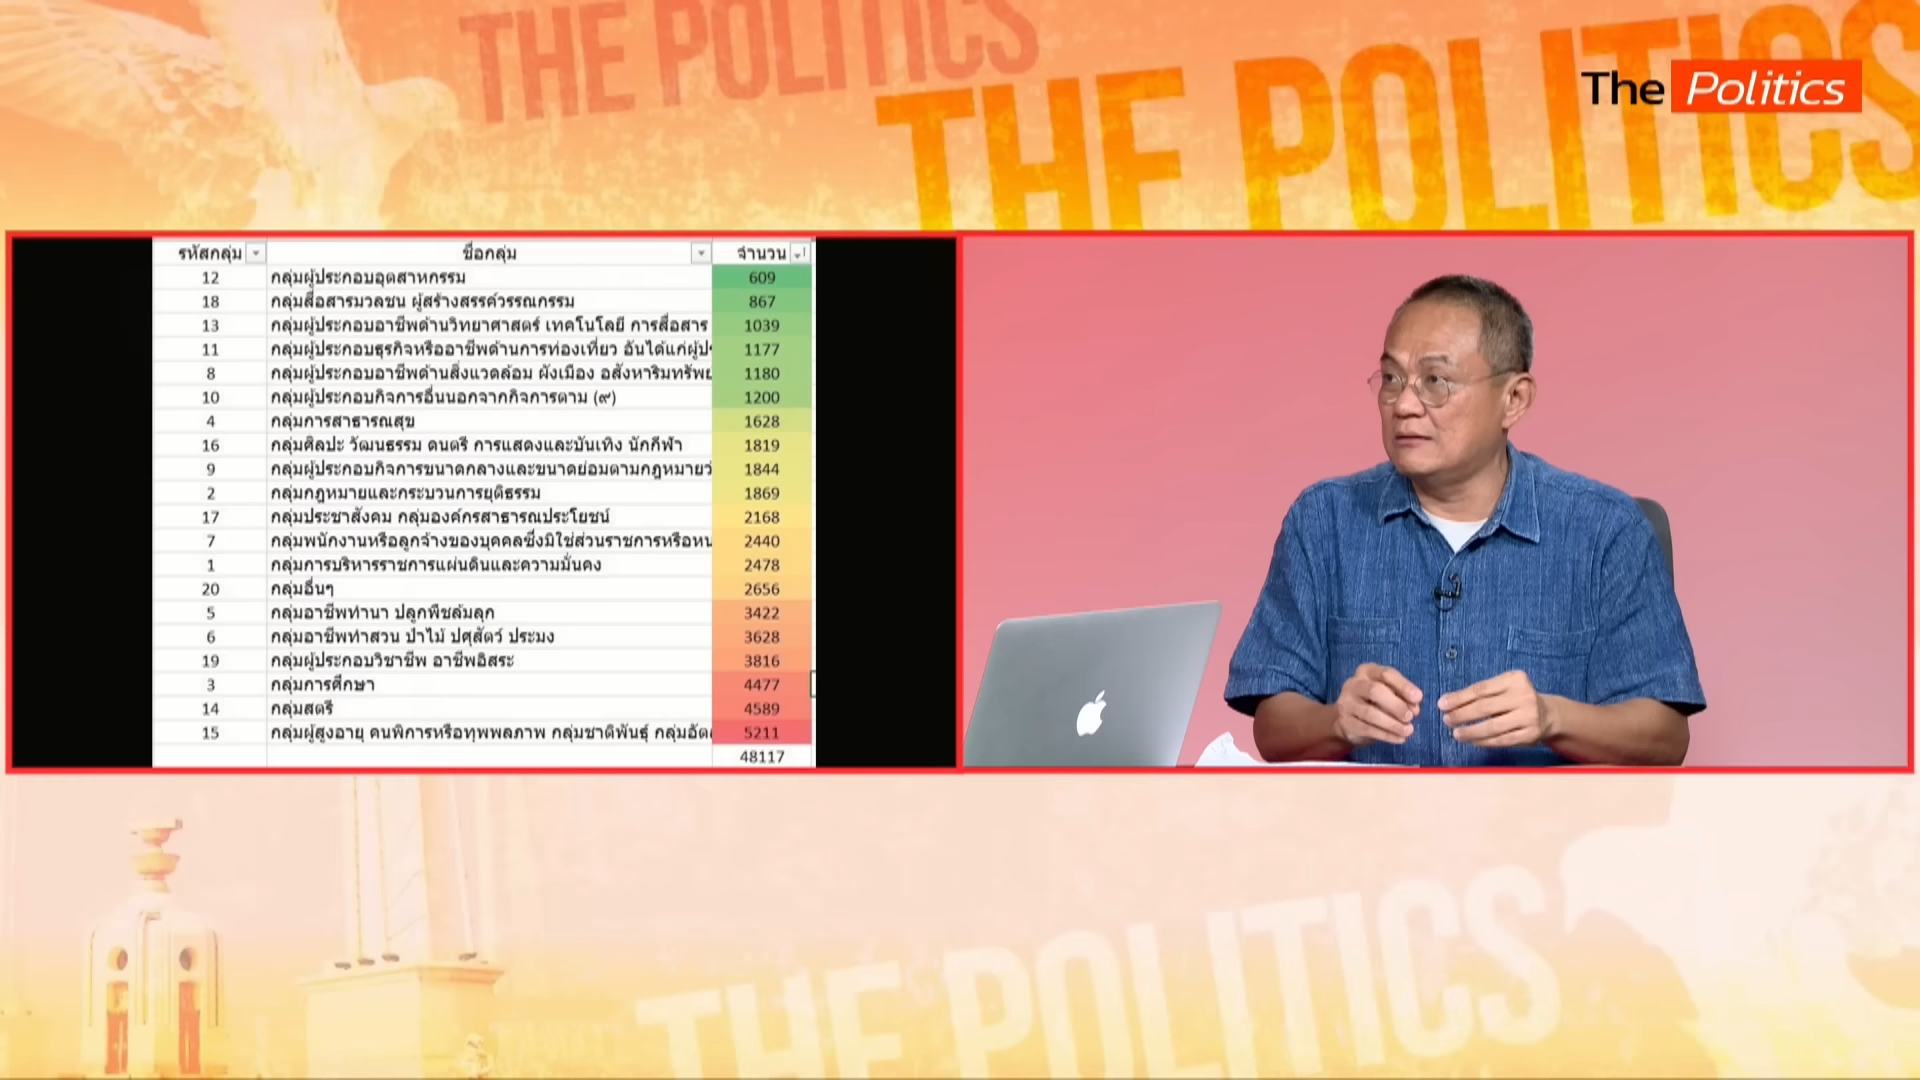 THE POLITICS
THE POLITICS
The Politics
รหัสกลุ่ม ชื่อกลุ่ม จำนวน
12 กลุ่มผู้ประกอบอุตสาหกรรม 609
18 กลุ่มสื่อสารมวลชน ผู้สร้างสรรค์วรรณกรรม 867
13 กลุ่มผู้ประกอบอาชีพด้านวิทยาศาสตร์ เทคโนโลยี การสื่อสาร 1039
11 กลุ่มผู้ประกอบธุรกิจหรืออาชีพด้านการท่องเที่ยว อันได้แก่ผู้ป 1177
8 กลุ่มผู้ประกอบอาชีพด้านสิ่งแวดล้อม ผังเมือง อสังหาริมทรัพย 1180
10 กลุ่มผู้ประกอบกิจการอื่นนอกจากกิจการตาม (๙) 1200
4 กลุ่มการสาธารณสุข 1628
16 กลุ่มศิลปะ วัฒนธรรม ดนตรี การแสดงและบันเทิง นักกีฬา 1819
9 กลุ่มผู้ประกอบกิจการขนาดกลางและขนาดย่อมตามกฎหมายว 1844
2 กลุ่มกฎหมายและกระบวนการยุติธรรม 1869
17 กลุ่มประชาสังคม กลุ่มองค์กรสาธารณประโยชน์ 2168
7 กลุ่มพนักงานหรือลูกจ้างของบุคคลซึ่งมิใช่ส่วนราชการหรือหน 2440
1 กลุ่มการบริหารราชการแผ่นดินและความมั่นคง 2478
20 กลุ่มอื่นๆ 2656
5 กลุ่มอาชีพทำนา ปลูกพืชล้มลุก 3422
6 กลุ่มอาชีพทำสวน ป่าไม้ ปศุสัตว์ ประมง 3628
19 กลุ่มผู้ประกอบวิชาชีพ อาชีพอิสระ 3816
3 กลุ่มการศึกษา 4477
14 กลุ่มสตรี 4589
15 กลุ่มผู้สูงอายุ คนพิการหรือทุพพลภาพ กลุ่มชาติพันธุ์ กลุ่มอัต 5211
48117
THE POLITICS